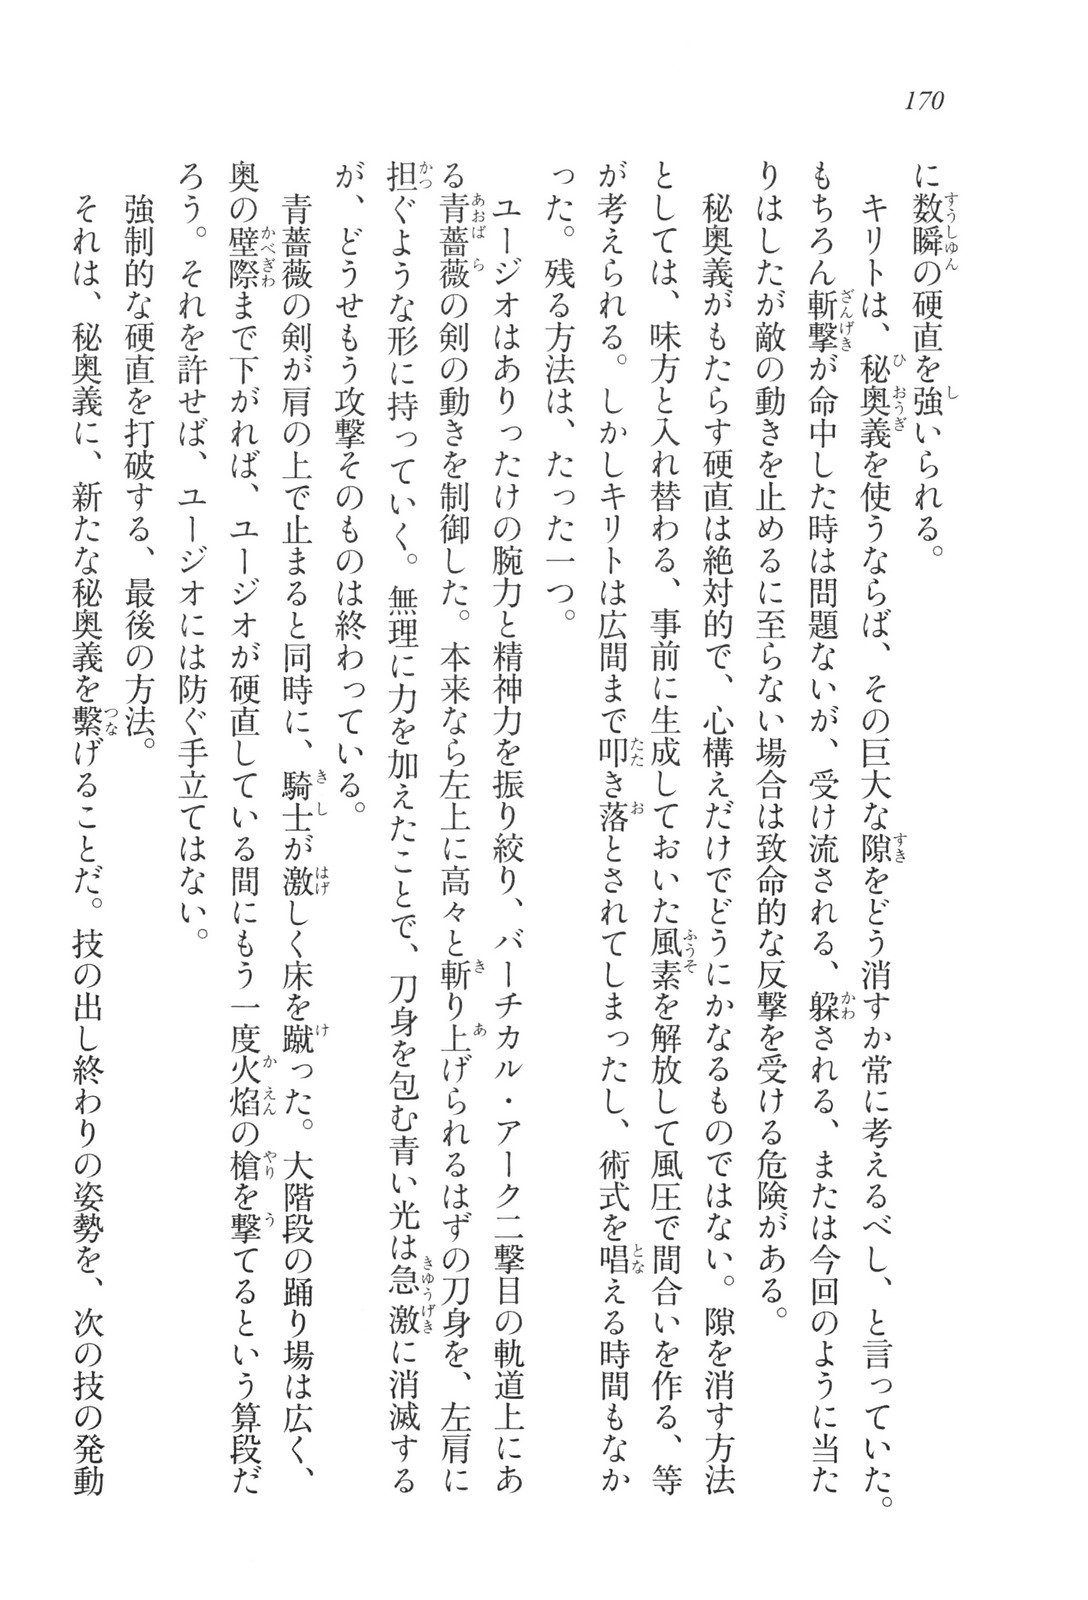 170
に数瞬の硬直を強いられる。
キリトは、秘奥義を使うならば、その巨大な隙をどう消すか常に考えるべし、と言っていた。
もちろん斬撃が命中した時は問題ないが、受け流される、躱される、または今回のように当た
りはしたが敵の動きを止めるに至らない場合は致命的な反撃を受ける危険がある。
秘奥義がもたらす硬直は絶対的で、心構えだけでどうにかなるものではない。隙を消す方法
としては、味方と入れ替わる、事前に生成しておいた風素を解放して風圧で間合いを作る、等
が考えられる。しかしキリトは広間まで叩き落とされてしまったし、術式を唱える時間もなか
った。残る方法は、たった一つ。
ユージオはありったけの腕力と精神力を振り絞り、バーチカル・アーク二撃目の軌道上にあ
る青薔薇の剣の動きを制御した。本来なら左上に高々と斬り上げられるはずの刀身を、左肩に
担ぐような形に持っていく。無理に力を加えたことで、刀身を包む青い光は急激に消滅する
が、どうせもう攻撃そのものは終わっている。
青薔薇の剣が肩の上で止まると同時に、騎士が激しく床を蹴った。大階段の踊り場は広く、
奥の壁際まで下がれば、ユージオが硬直している間にもう一度火焰の槍を撃てるという算段だ
ろう。それを許せば、ユージオには防ぐ手立てはない。
強制的な硬直を打破する、最後の方法。
それは、秘奥義に、新たな秘奥義を繋げることだ。技の出し終わりの姿勢を、次の技の発動